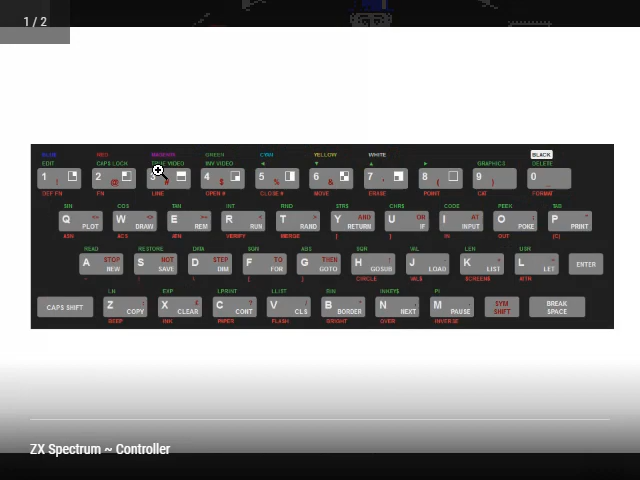 1 / 2
BLUE RED MAGENTA GREEN CYAN YELLOW WHITE BLACK
EDIT CAPS LOCK TRUE VIDEO INV VIDEO GRAPHICS DELETE
1 ! 2 @ 3 # 4 $ 5 % 6 & 7 ' 8 ( 9 ) 0
DEF FN FN LINE OPEN # CLOSE # MOVE ERASE POINT CAT FORMAT
SIN COS TAN INT RND STR$ CHR$ CODE PEEK TAB
Q <= W <> E >= R < T > Y AND U OR I AT O ; P "
PLOT DRAW REM RUN RAND RETURN IF INPUT POKE PRINT
ASN ACS ATN VERIFY MERGE [ ] IN OUT (C)
READ RESTORE DATA SGN ABS SQR VAL LEN USR
A STOP S NOT D STEP F TO G THEN H J - K + L = ENTER
NEW SAVE DIM FOR GOTO GOSUB LOAD LIST LET
CIRCLE VAL$ SCREEN$ ATTR
LN EXP LPRINT LLIST BIN INKEY$ PI
CAPS SHIFT Z : X £ C ? V / B * N , M . SYM SHIFT BREAK SPACE
COPY CLEAR CONT CLS BORDER NEXT PAUSE
BEEP INK PAPER FLASH BRIGHT OVER INVERSE
ZX Spectrum ~ Controller